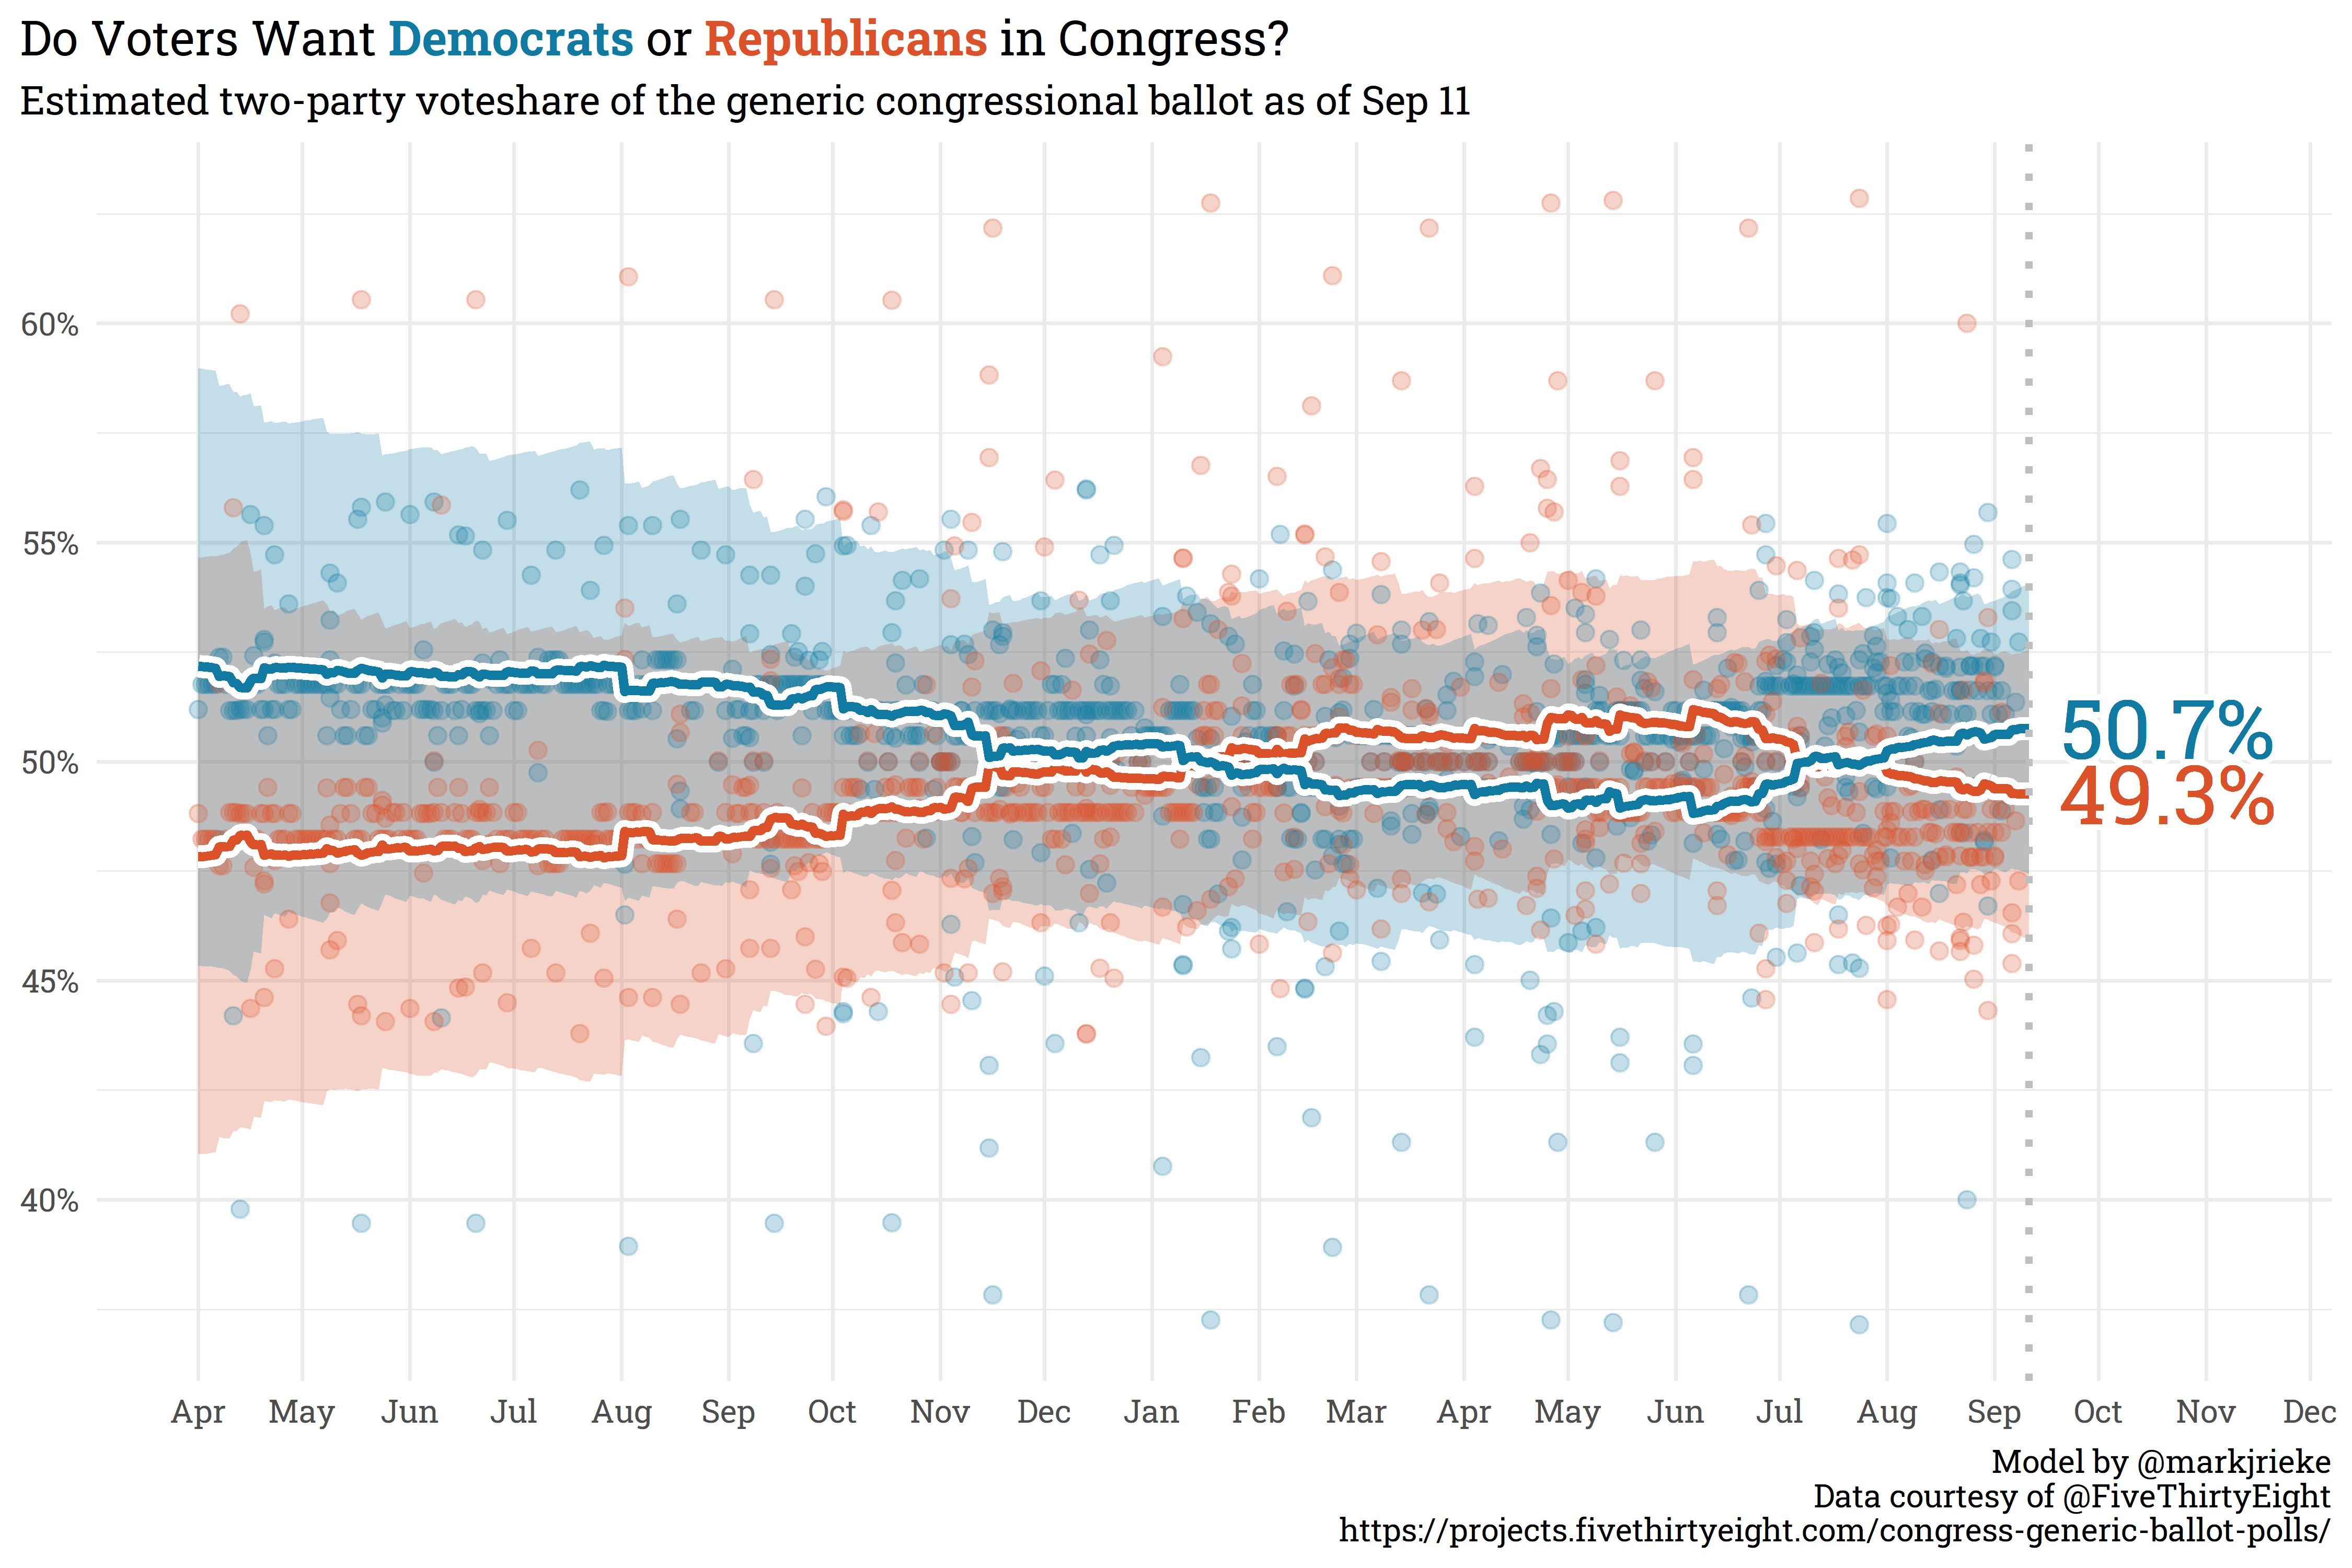 Do Voters Want Democrats or Republicans in Congress?
Estimated two-party voteshare of the generic congressional ballot as of Sep 11
60%
55%
50%
45%
40%
50.7%
49.3%
Apr May Jun Jul Aug Sep Oct Nov Dec Jan Feb Mar Apr May Jun Jul Aug Sep Oct Nov Dec
Model by @markjrieke
Data courtesy of @FiveThirtyEight
https://projects.fivethirtyeight.com/congress-generic-ballot-polls/